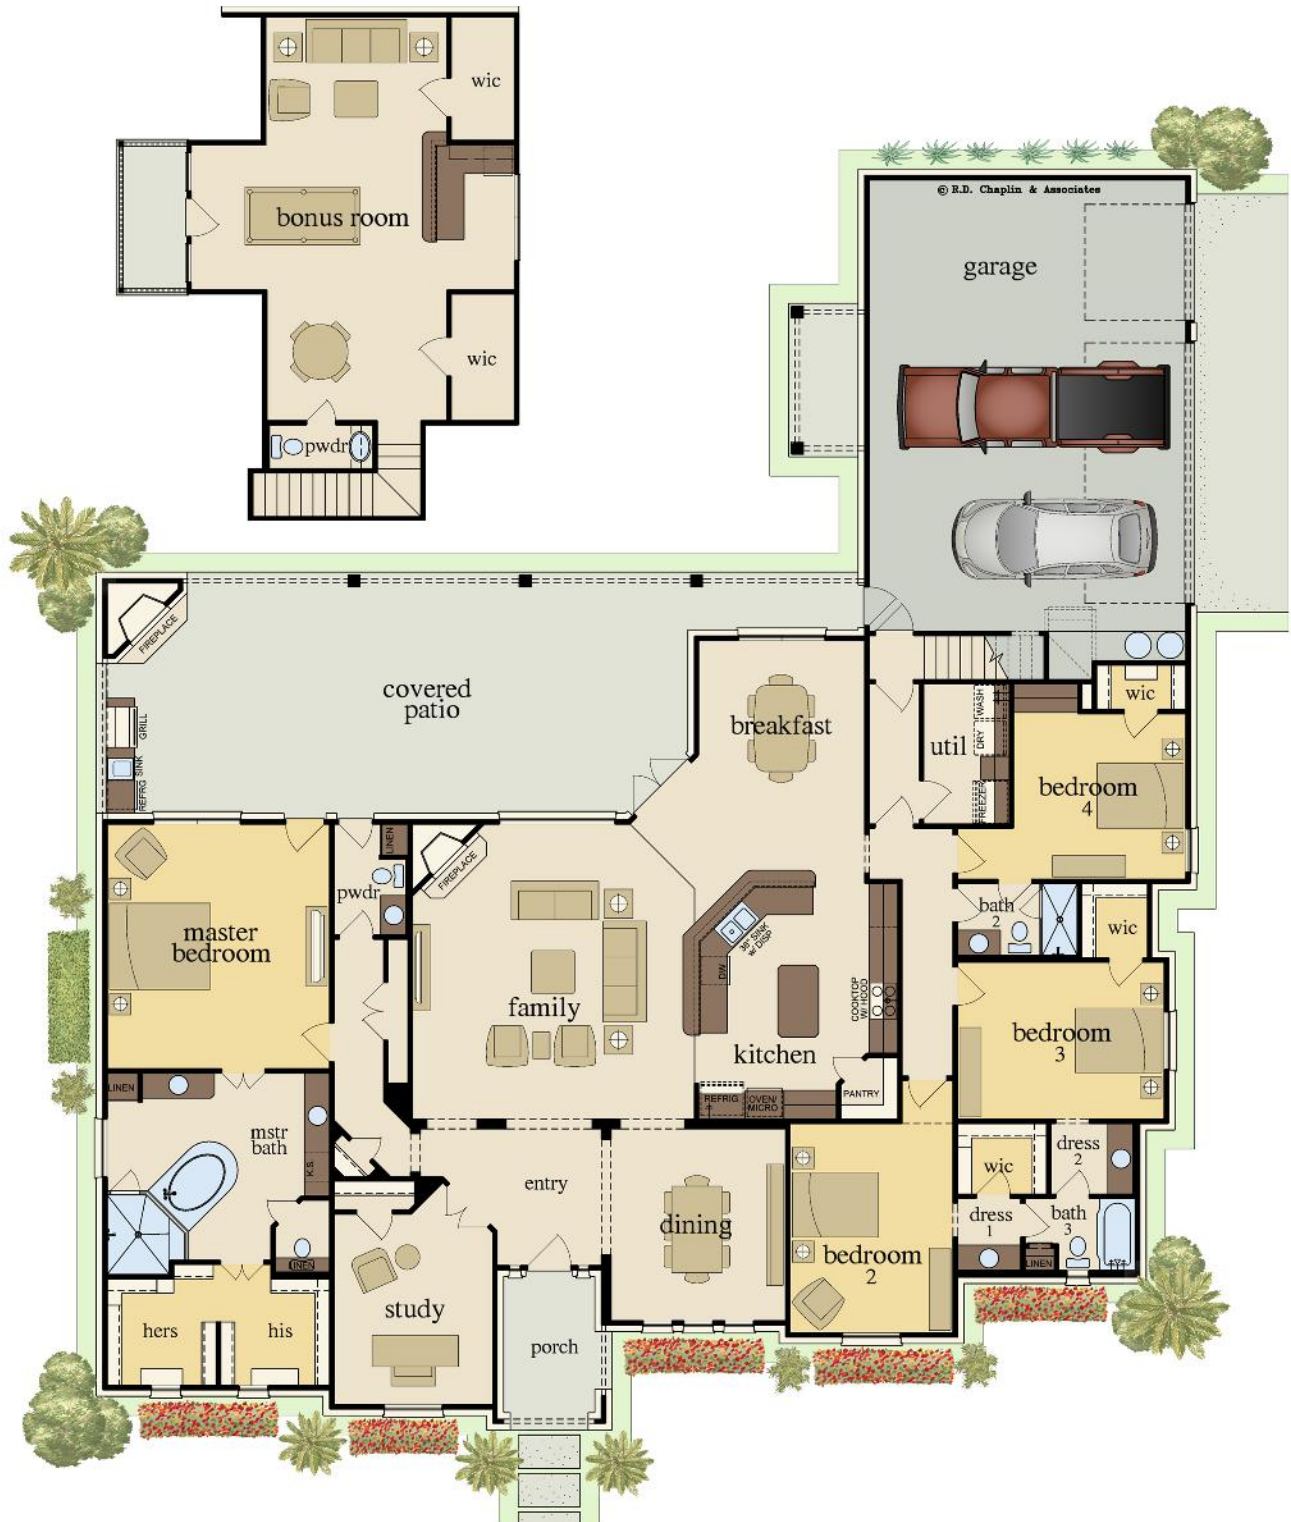 wic
bonus room
wic
pwdr
© R.D. Chaplin & Associates
garage
FIREPLACE
covered
patio
GRILL
SINK
REFRG
breakfast
util
WASH
DRY
FREEZER
wic
bedroom
4
LINEN
pwdr
FIREPLACE
master
bedroom
family
38" SINK
W/ DISP
DW
kitchen
COOKTOP
W/ HOOD
REFRIG
OVEN/
MICRO
PANTRY
bath
2
wic
bedroom
3
LINEN
mstr
bath
K.S.
LINEN
hers
his
entry
study
porch
dining
bedroom
2
wic
dress
2
dress
1
bath
3
LINEN